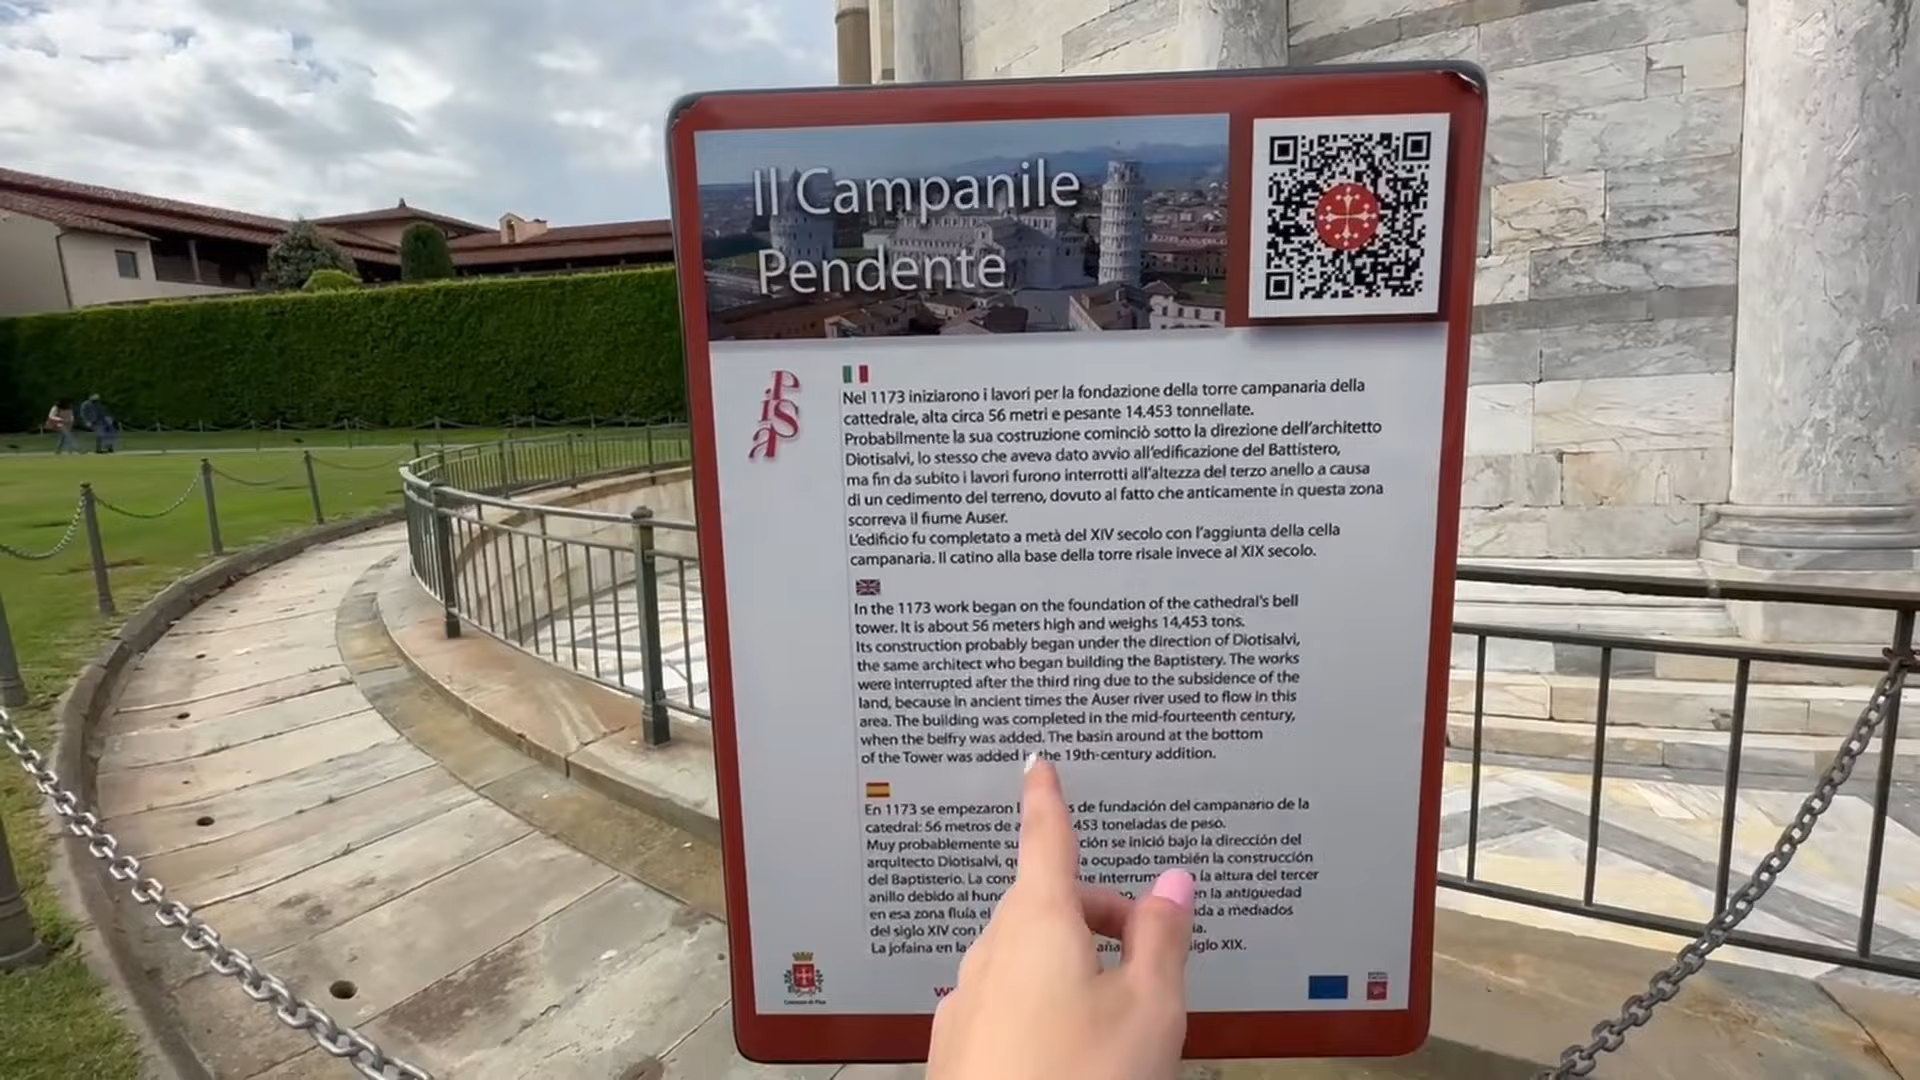 Il Campanile
Pendente
PiSa
Nel 1173 iniziarono i lavori per la fondazione della torre campanaria della
cattedrale, alta circa 56 metri e pesante 14.453 tonnellate.
Probabilmente la sua costruzione cominciò sotto la direzione dell'architetto
Diotisalvi, lo stesso che aveva dato avvio all'edificazione del Battistero,
ma fin da subito i lavori furono interrotti all'altezza del terzo anello a causa
di un cedimento del terreno, dovuto al fatto che anticamente in questa zona
scorreva il fiume Auser.
L'edificio fu completato a metà del XIV secolo con l'aggiunta della cella
campanaria. Il catino alla base della torre risale invece al XIX secolo.
In the 1173 work began on the foundation of the cathedral's bell
tower. It is about 56 meters high and weighs 14,453 tons.
Its construction probably began under the direction of Diotisalvi,
the same architect who began building the Baptistery. The works
were interrupted after the third ring due to the subsidence of the
land, because in ancient times the Auser river used to flow in this
area. The building was completed in the mid-fourteenth century,
when the belfry was added. The basin around at the bottom
of the Tower was added the 19th-century addition.
En 1173 se empezaron de fundación del campanario de la
catedral: 56 metros de 453 toneladas de peso.
Muy probablemente se inició bajo la dirección del
arquitecto Diotisalvi, ocupado también la construcción
del Baptisterio. La la altura del tercer
anillo debido al en la antigüedad
en esa zona fluía el a mediados
del siglo XIV con
La jofaina en la siglo XIX.
Comune di Pisa